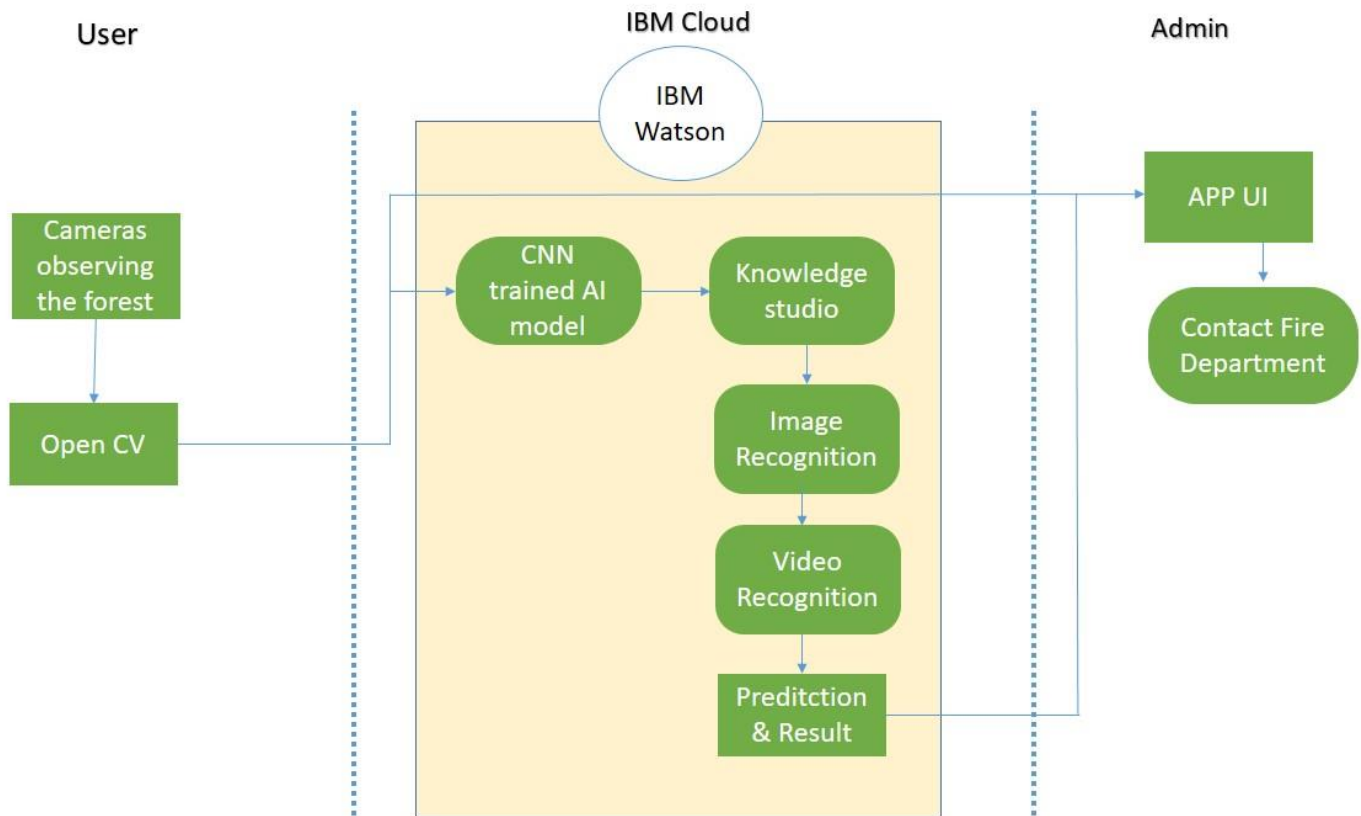 User
IBM Cloud
Admin
IBM
Watson
Cameras
observing
the forest
Open CV
CNN
trained AI
model
Knowledge
studio
Image
Recognition
Video
Recognition
Preditction
& Result
APP UI
Contact Fire
Department